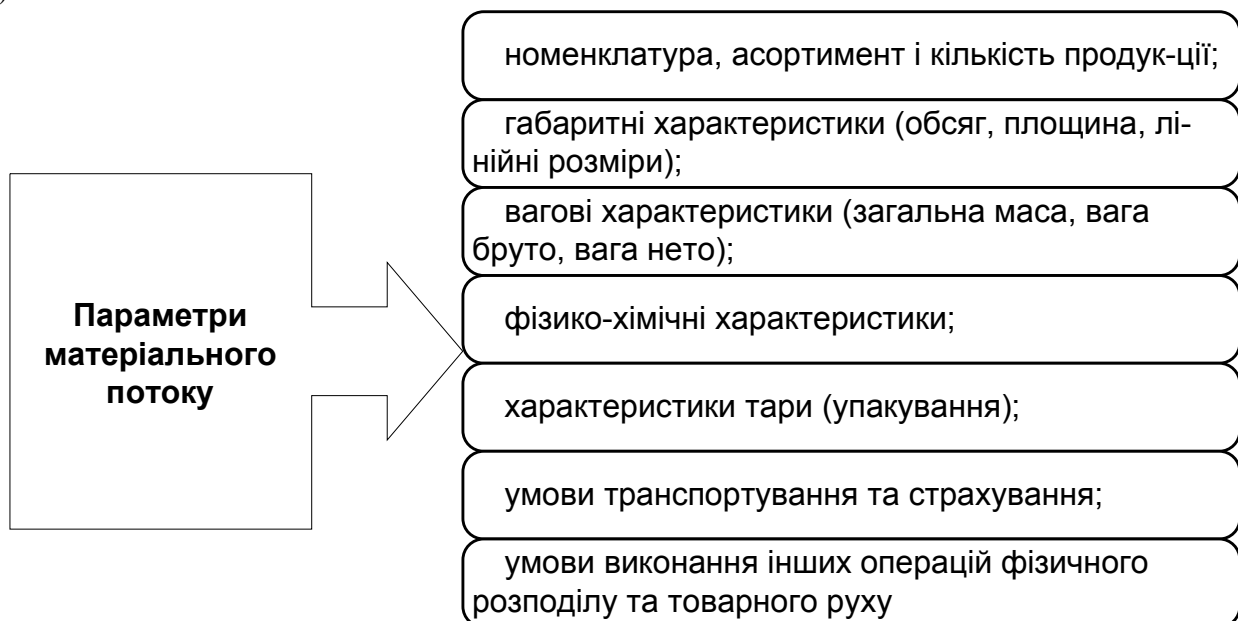 Параметри
матеріального
потоку
номенклатура, асортимент і кількість продук-ції;
габаритні характеристики (обсяг, площина, лі-
нійні розміри);
вагові характеристики (загальна маса, вага
бруто, вага нето);
фізико-хімічні характеристики;
характеристики тари (упакування);
умови транспортування та страхування;
умови виконання інших операцій фізичного
розподілу та товарного руху